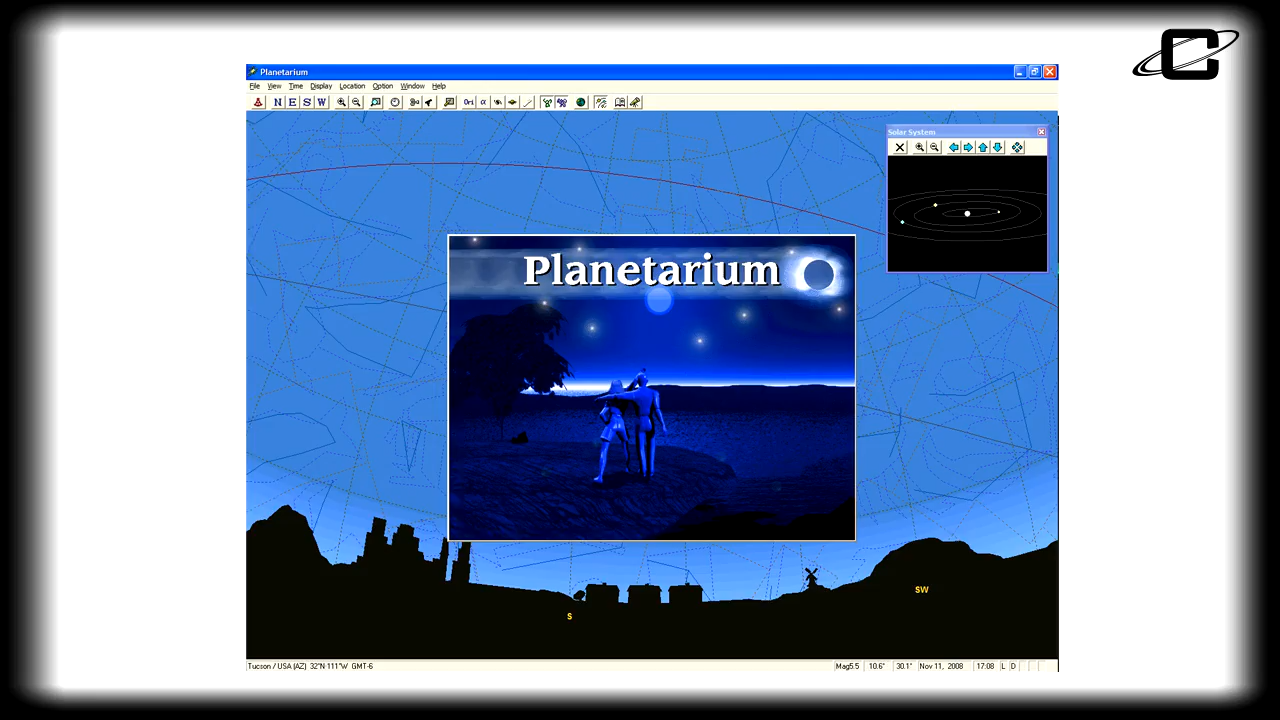 C
Planetarium
File View Time Display Location Option Window Help
N E S W Ori α
Solar System
Planetarium
SW
S
Tucson / USA (AZ) 32°N-111°W GMT-6 Mag5.5 10.6° 30.1° Nov 11, 2008 17:08 L D